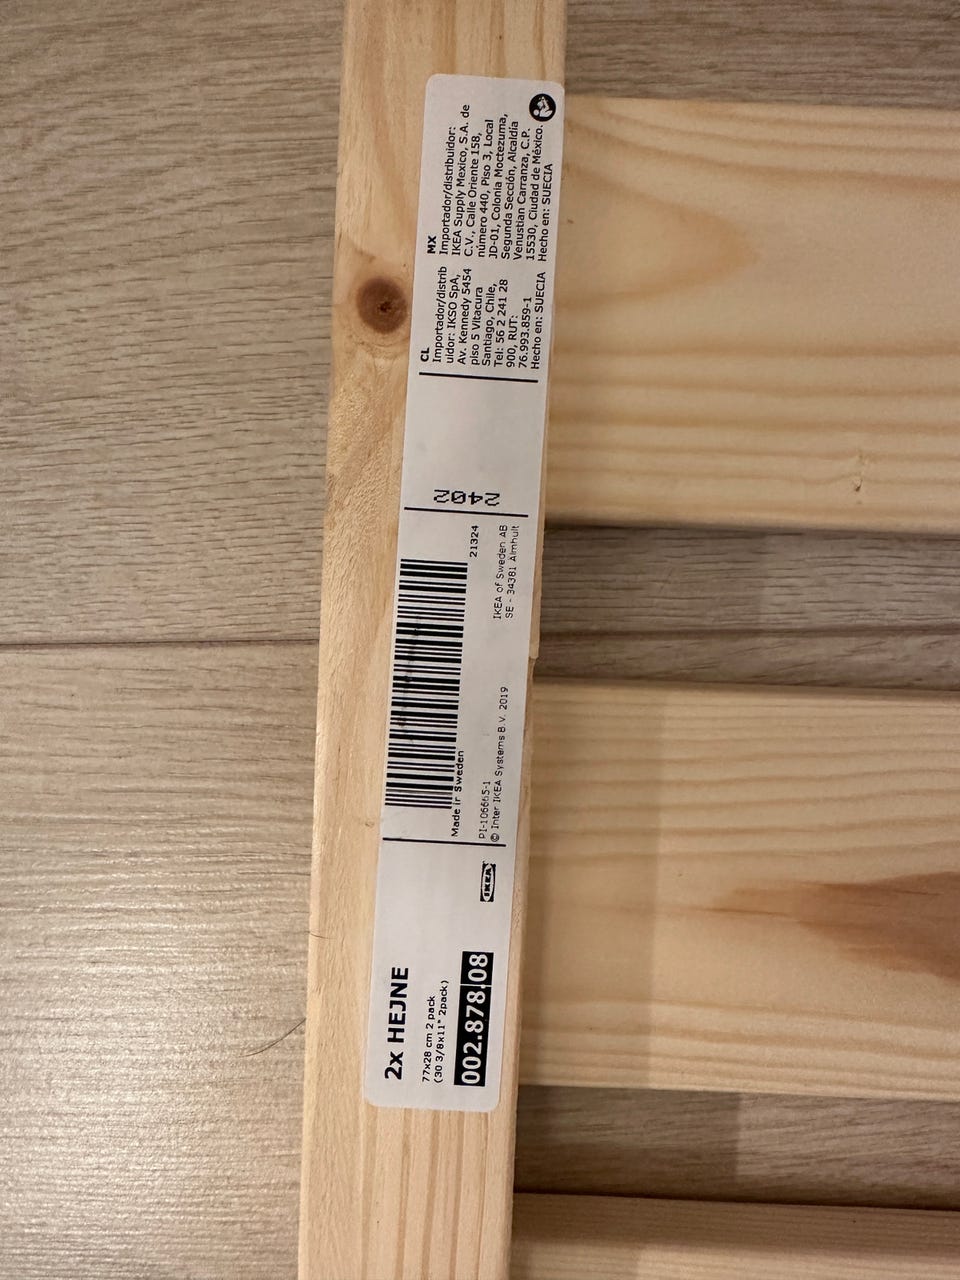 2x HEJNE
77x28 cm 2 pack
(30 3/8x11" 2pack)
002.878.08
IKEA
Made in Sweden
21324
PI-106665-1
© Inter IKEA Systems B.V. 2019
IKEA of Sweden AB
SE - 34381 Älmhult
2402
24
CL
Importador/distrib
uidor: IKSO SpA,
Av. Kennedy 5454
piso 5 Vitacura
Santiago, Chile,
Tel: 56 2 241 28
900, RUT:
76.993.859-1
Hecho en: SUECIA
MX
Importador/distribuidor:
IKEA Supply Mexico, S.A. de
C.V., Calle Oriente 158,
número 440, Piso 3, Local
JD-01, Colonia Moctezuma,
Segunda Sección, Alcaldía
Venustian Carranza, C.P.
15530, Ciudad de México.
Hecho en: SUECIA